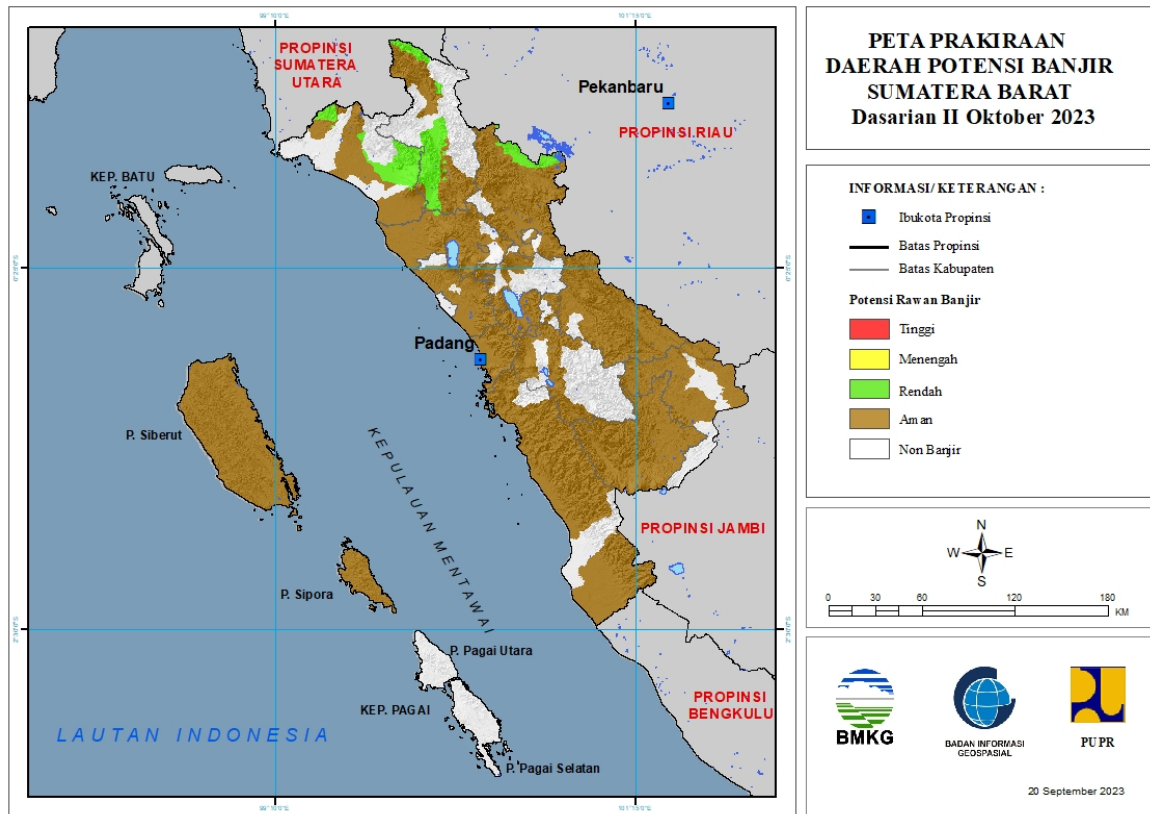 PETA PRAKIRAAN
DAERAH POTENSI BANJIR
SUMATERA BARAT
Dasarian II Oktober 2023
INFORMASI/ KETERANGAN :
Ibukota Propinsi
Batas Propinsi
Batas Kabupaten
Potensi Rawan Banjir
Tinggi
Menengah
Rendah
Aman
Non Banjir
N
W E
S
0 30 60 120 180
KM
BMKG
BADAN INFORMASI
GEOSPASIAL
PUPR
20 September 2023
PROPINSI
SUMATERA
UTARA
Pekanbaru
PROPINSI RIAU
KEP. BATU
Padang
P. Siberut
KEPULAUAN MENTAWAI
PROPINSI JAMBI
P. Sipora
P. Pagai Utara
KEP. PAGAI
PROPINSI
BENGKULU
LAUTAN INDONESIA
P. Pagai Selatan